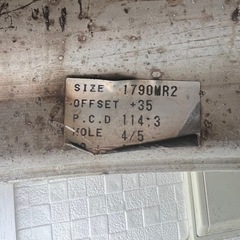 SIZE 1790MR2
OFFSET +35
P.C.D 114.3
HOLE 4/5